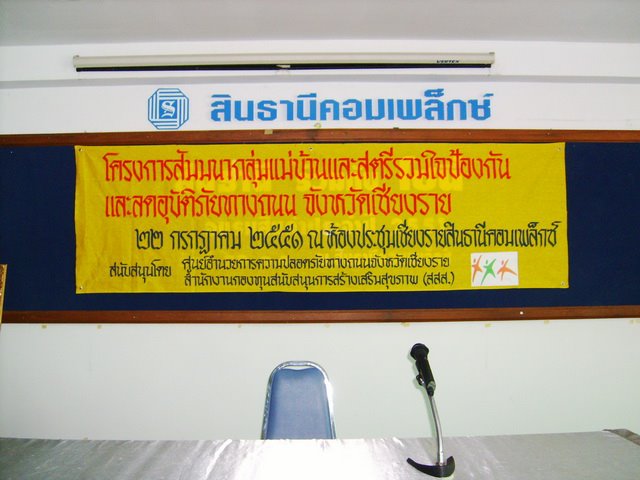 VERTEX
S สินธานีคอมเพล็กซ์
โครงการสัมมนากลุ่มแม่บ้านและสตรีรวมใจป้องกัน
และลดอุบัติภัยทางถนน จังหวัดเชียงราย
๒๒ กรกฎาคม ๒๕๕๑ ณ ห้องประชุมเชียงรายสินธานีคอมเพล็กซ์
สนับสนุนโดย ศูนย์อำนวยการความปลอดภัยทางถนนจังหวัดเชียงราย
สำนักงานกองทุนสนับสนุนการสร้างเสริมสุขภาพ (สสส.)